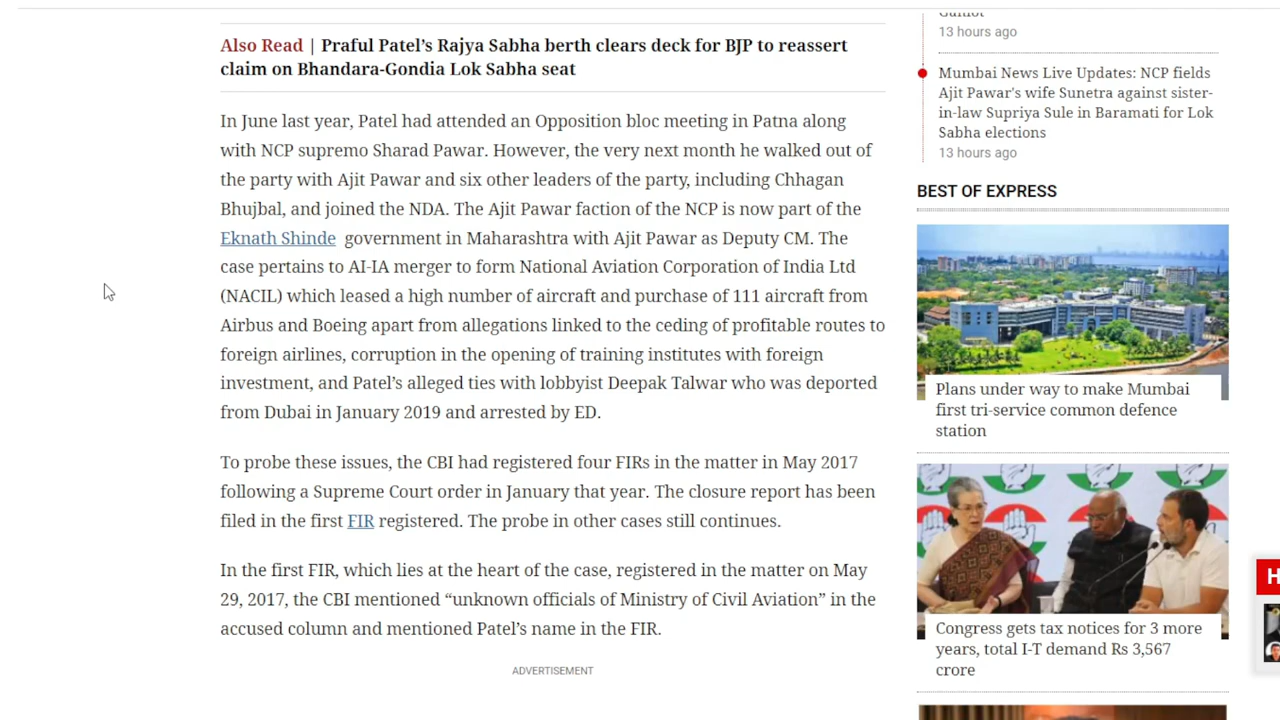 Also Read | Praful Patel’s Rajya Sabha berth clears deck for BJP to reassert
claim on Bhandara-Gondia Lok Sabha seat
In June last year, Patel had attended an Opposition bloc meeting in Patna along
with NCP supremo Sharad Pawar. However, the very next month he walked out of
the party with Ajit Pawar and six other leaders of the party, including Chhagan
Bhujbal, and joined the NDA. The Ajit Pawar faction of the NCP is now part of the
Eknath Shinde government in Maharashtra with Ajit Pawar as Deputy CM. The
case pertains to AI-IA merger to form National Aviation Corporation of India Ltd
(NACIL) which leased a high number of aircraft and purchase of 111 aircraft from
Airbus and Boeing apart from allegations linked to the ceding of profitable routes to
foreign airlines, corruption in the opening of training institutes with foreign
investment, and Patel’s alleged ties with lobbyist Deepak Talwar who was deported
from Dubai in January 2019 and arrested by ED.
To probe these issues, the CBI had registered four FIRs in the matter in May 2017
following a Supreme Court order in January that year. The closure report has been
filed in the first FIR registered. The probe in other cases still continues.
In the first FIR, which lies at the heart of the case, registered in the matter on May
29, 2017, the CBI mentioned “unknown officials of Ministry of Civil Aviation” in the
accused column and mentioned Patel’s name in the FIR.
ADVERTISEMENT
13 hours ago
Mumbai News Live Updates: NCP fields
Ajit Pawar's wife Sunetra against sister-
in-law Supriya Sule in Baramati for Lok
Sabha elections
13 hours ago
BEST OF EXPRESS
Plans under way to make Mumbai
first tri-service common defence
station
Congress gets tax notices for 3 more
years, total I-T demand Rs 3,567
crore
H